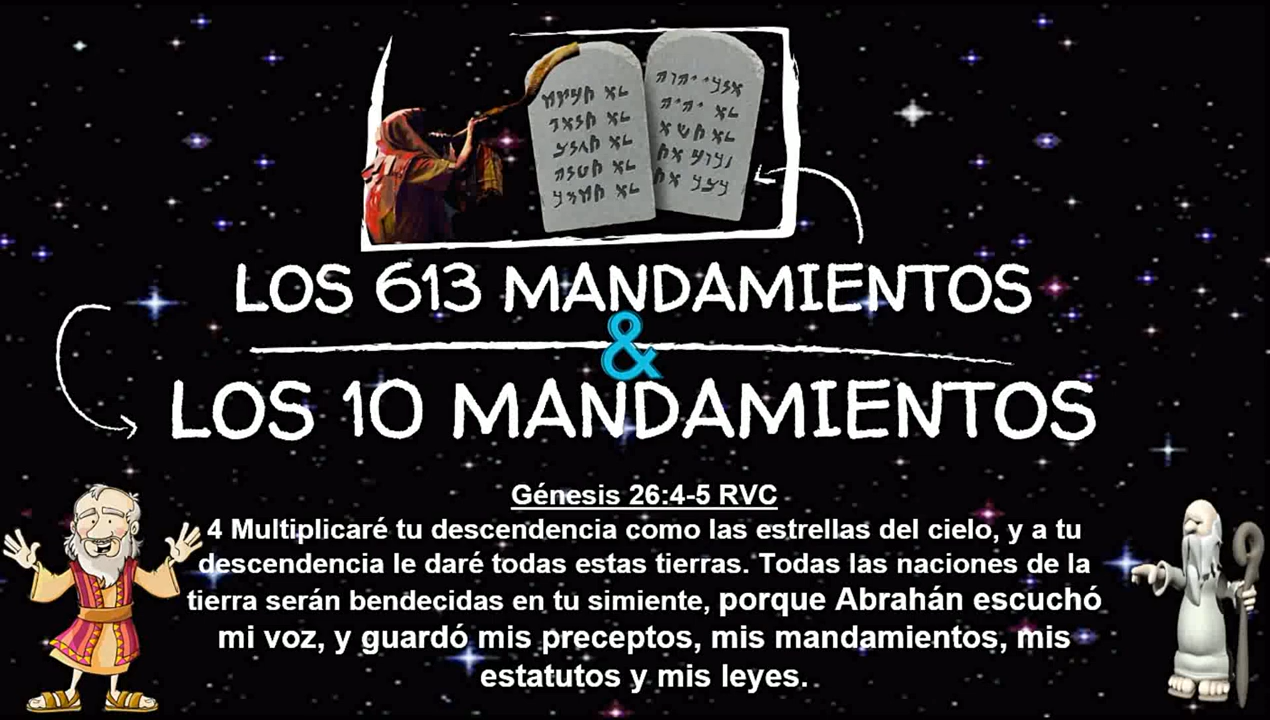 LOS 613 MANDAMIENTOS
&
LOS 10 MANDAMIENTOS
Génesis 26:4-5 RVC
4 Multiplicaré tu descendencia como las estrellas del cielo, y a tu
descendencia le daré todas estas tierras. Todas las naciones de la
tierra serán bendecidas en tu simiente, porque Abrahán escuchó
mi voz, y guardó mis preceptos, mis mandamientos, mis
estatutos y mis leyes.